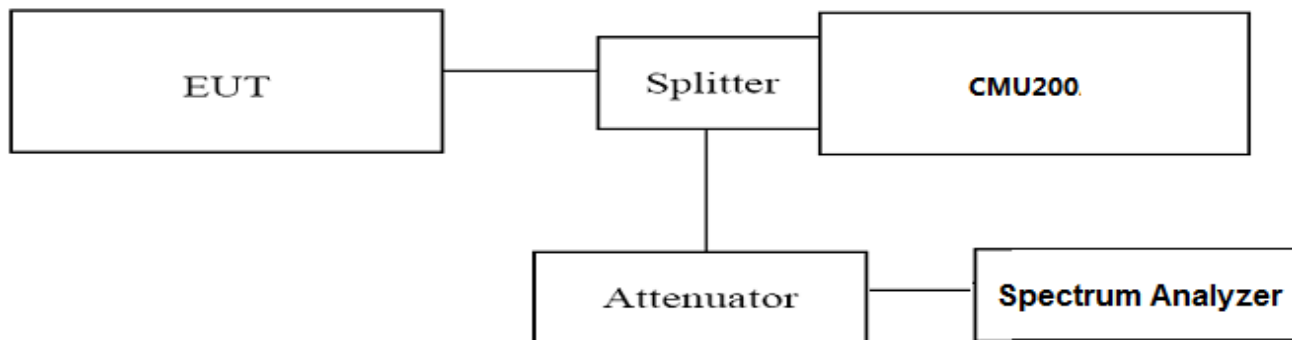 EUT
Splitter
CMU200
Attenuator
Spectrum Analyzer